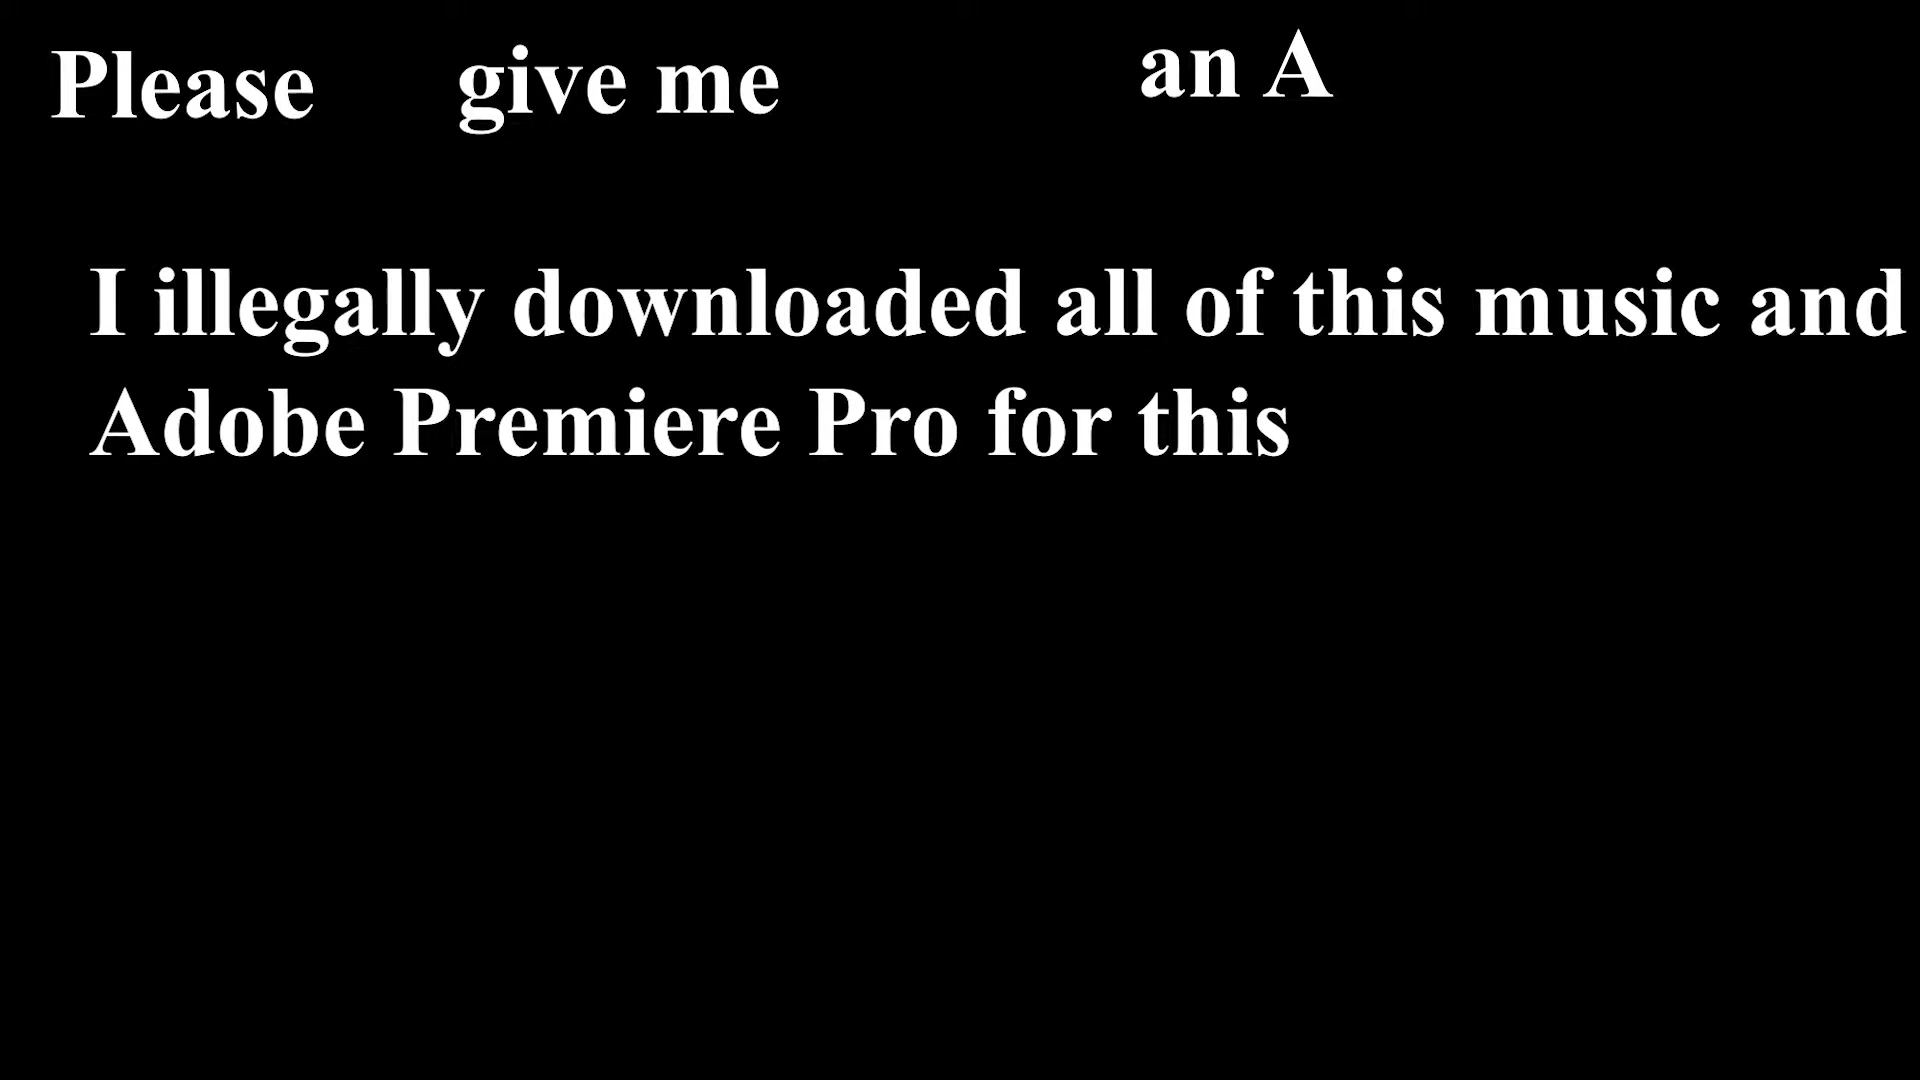 Please give me an A
I illegally downloaded all of this music and
Adobe Premiere Pro for this